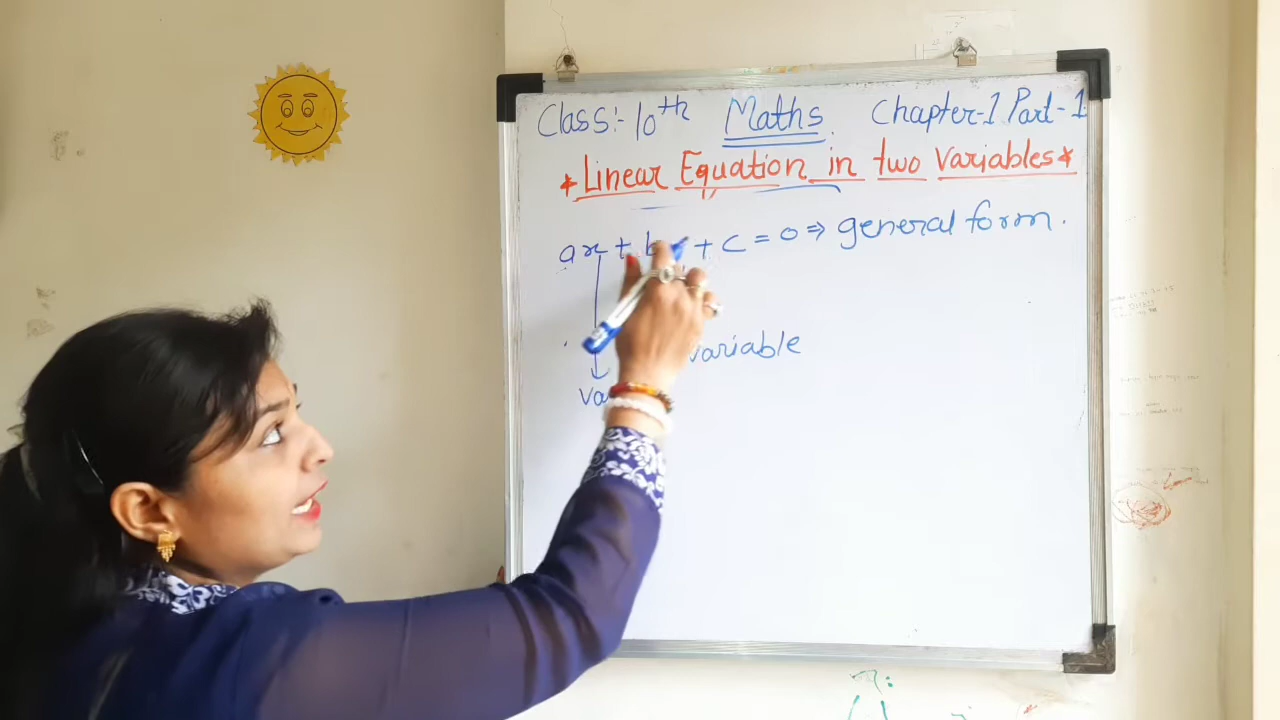 Class:- 10th Maths Chapter-1 Part-1
* Linear Equation in two Variables *
ax + b + c = 0 ⇒ general form.
variable